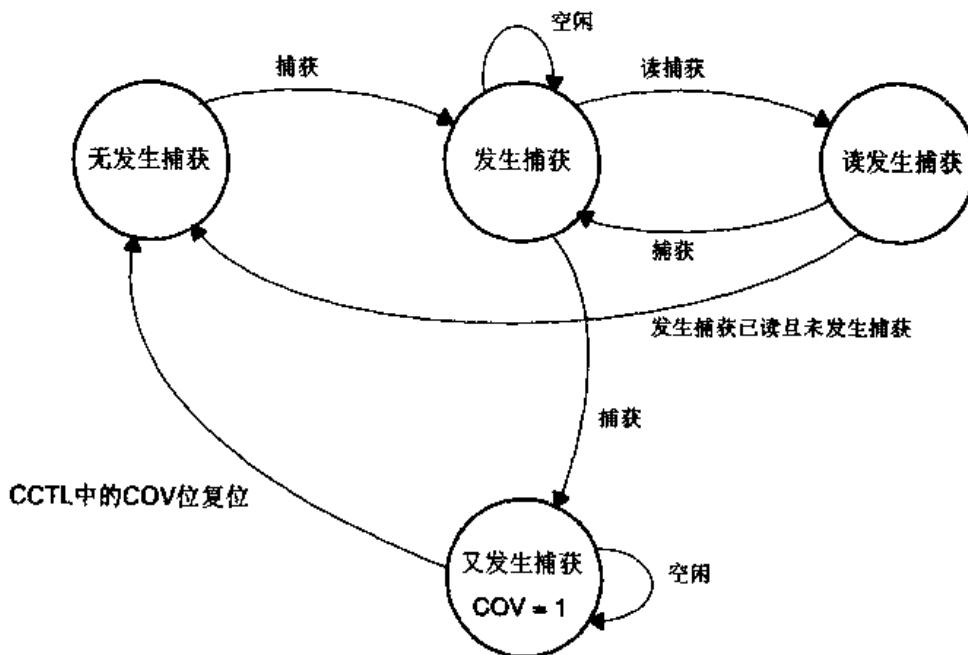 空闲
捕获
读捕获
无发生捕获
发生捕获
读发生捕获
捕获
发生捕获已读且未发生捕获
捕获
CCTL中的COV位复位
又发生捕获
COV = 1
空闲